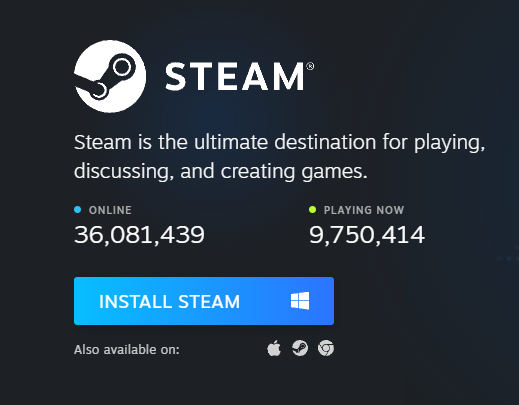 STEAM®
Steam is the ultimate destination for playing,
discussing, and creating games.
ONLINE PLAYING NOW
36,081,439 9,750,414
INSTALL STEAM
Also available on: